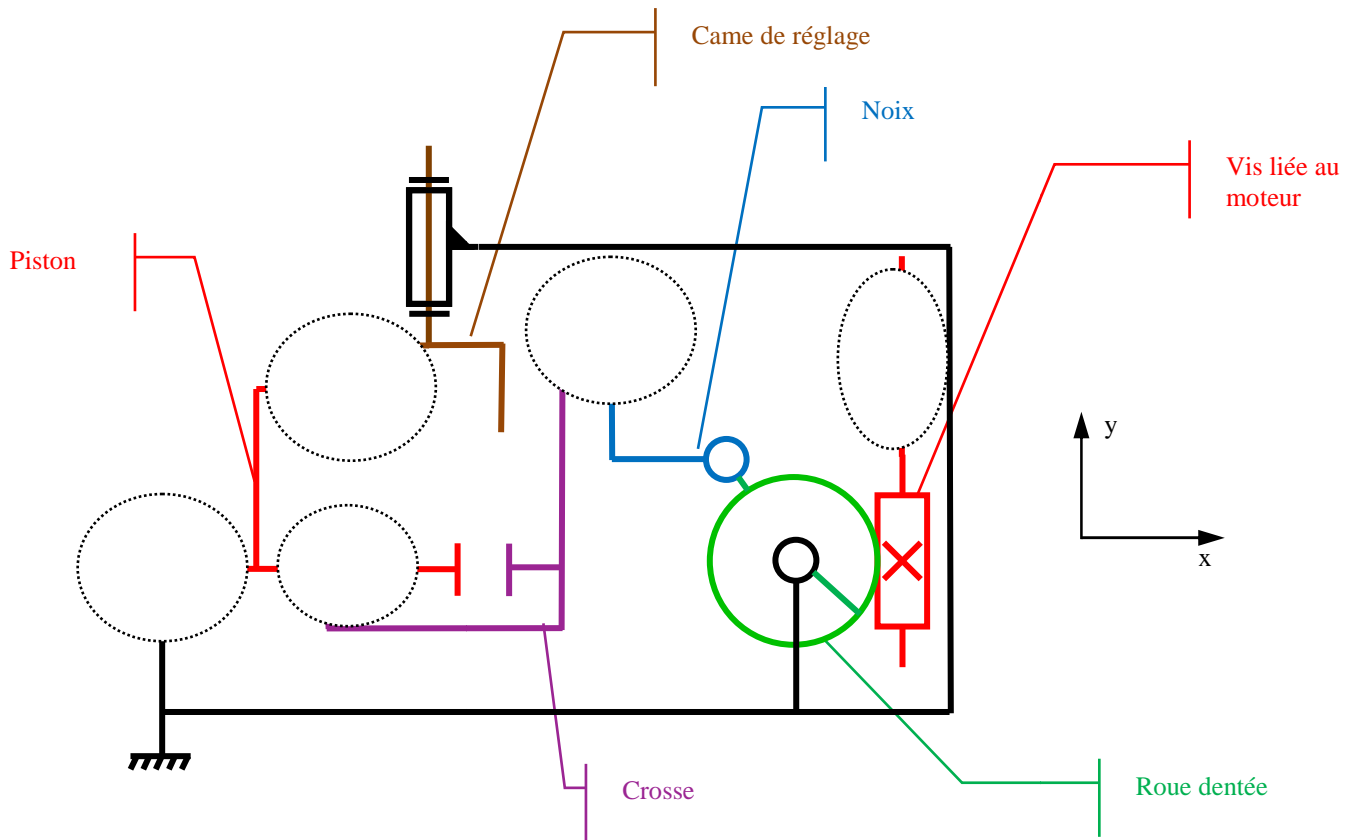 Came de réglage
Noix
Vis liée au
moteur
Piston
y
x
Crosse
Roue dentée